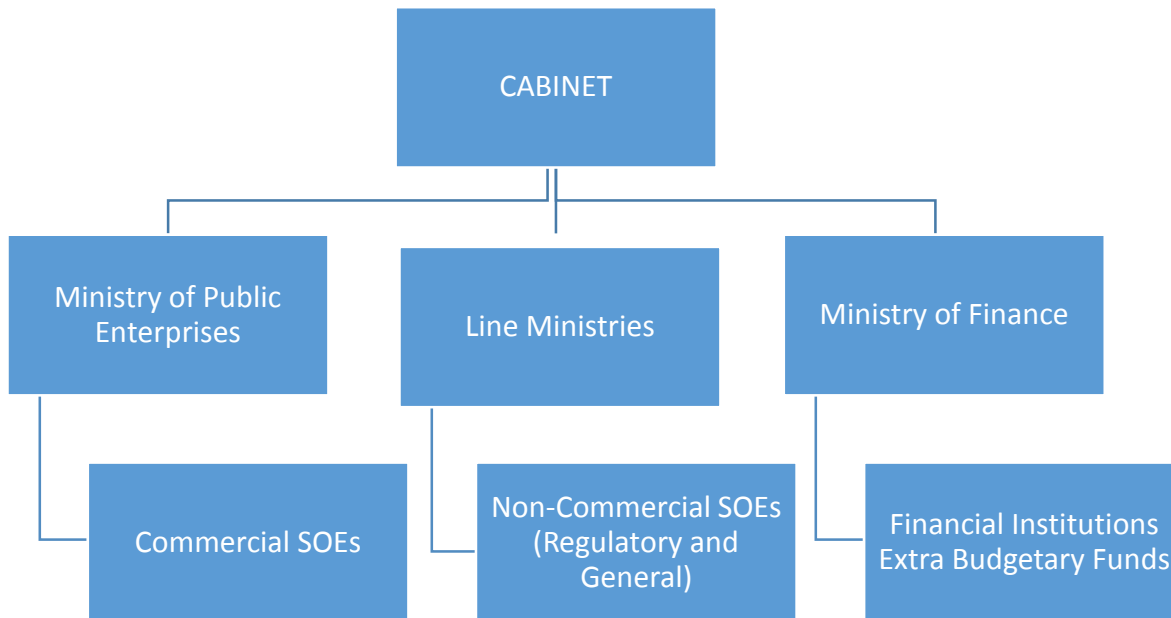 CABINET
Ministry of Public
Enterprises
Line Ministries
Ministry of Finance
Commercial SOEs
Non-Commercial SOEs
(Regulatory and
General)
Financial Institutions
Extra Budgetary Funds